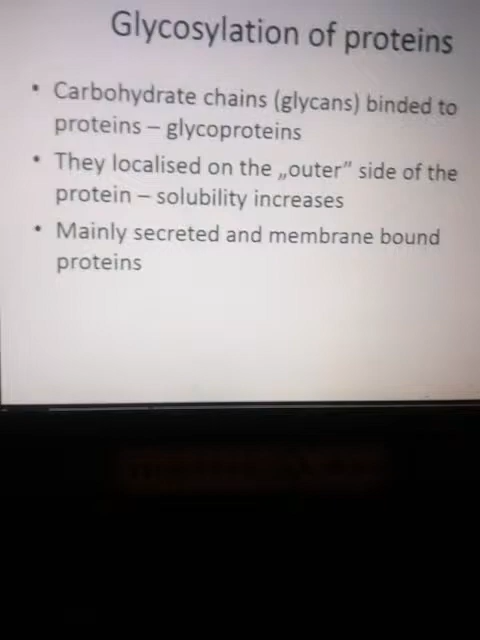 Glycosylation of proteins
• Carbohydrate chains (glycans) binded to
proteins – glycoproteins
• They localised on the „outer” side of the
protein – solubility increases
• Mainly secreted and membrane bound
proteins